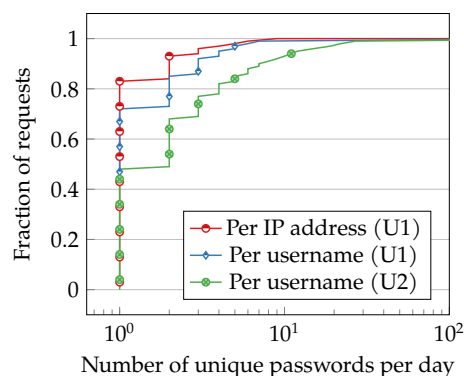 1
0.8
0.6
0.4
0.2
0
Fraction of requests
Per IP address (U1)
Per username (U1)
Per username (U2)
10^0
10^1
10^2
Number of unique passwords per day